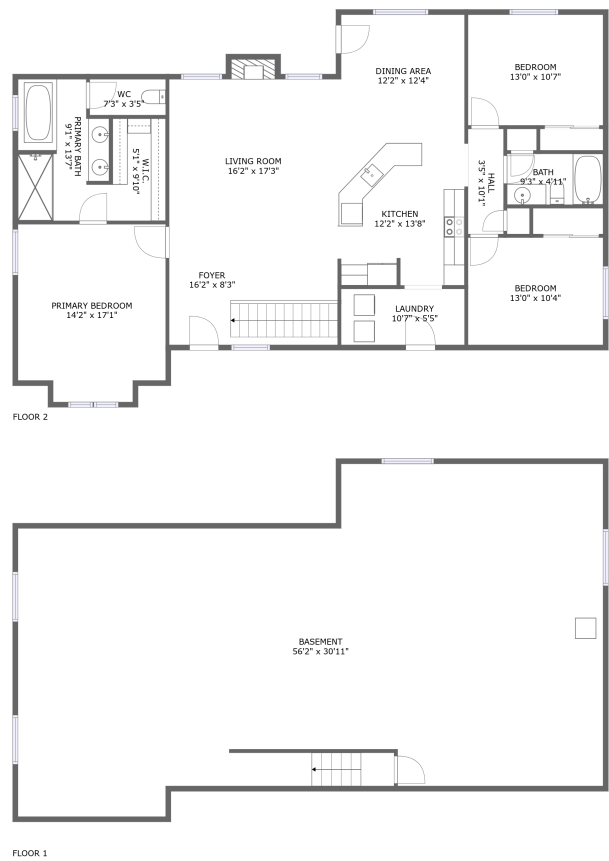 DINING AREA
12'2" x 12'4"
BEDROOM
13'0" x 10'7"
WC
7'3" x 3'5"
PRIMARY BATH
9'1" x 13'7"
W.I.C.
5'1" x 9'10"
LIVING ROOM
16'2" x 17'3"
HALL
3'5" x 10'1"
BATH
9'3" x 4'11"
KITCHEN
12'2" x 13'8"
FOYER
16'2" x 8'3"
PRIMARY BEDROOM
14'2" x 17'1"
LAUNDRY
10'7" x 5'5"
BEDROOM
13'0" x 10'4"
FLOOR 2
BASEMENT
56'2" x 30'11"
FLOOR 1